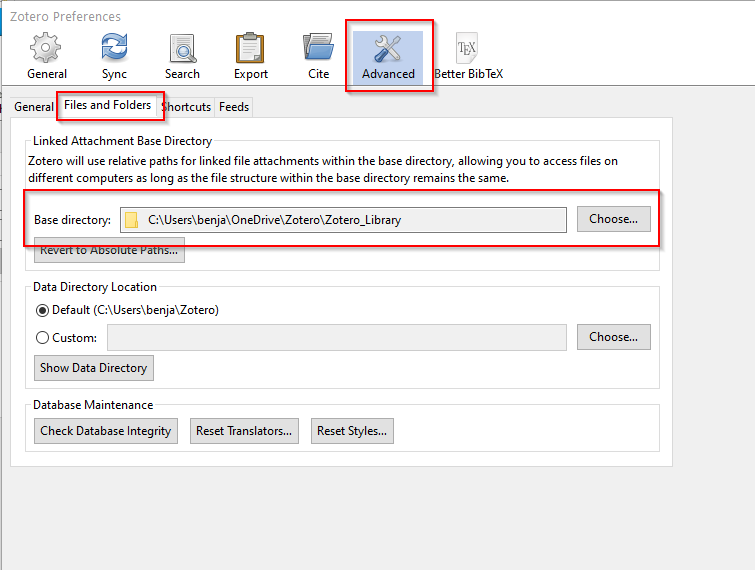 Zotero Preferences
General Sync Search Export Cite Advanced Better BibTeX
General Files and Folders Shortcuts Feeds
Linked Attachment Base Directory
Zotero will use relative paths for linked file attachments within the base directory, allowing you to access files on
different computers as long as the file structure within the base directory remains the same.
Base directory: C:\Users\benja\OneDrive\Zotero\Zotero_Library Choose...
Revert to Absolute Paths...
Data Directory Location
Default (C:\Users\benja\Zotero)
Custom: Choose...
Show Data Directory
Database Maintenance
Check Database Integrity Reset Translators... Reset Styles...